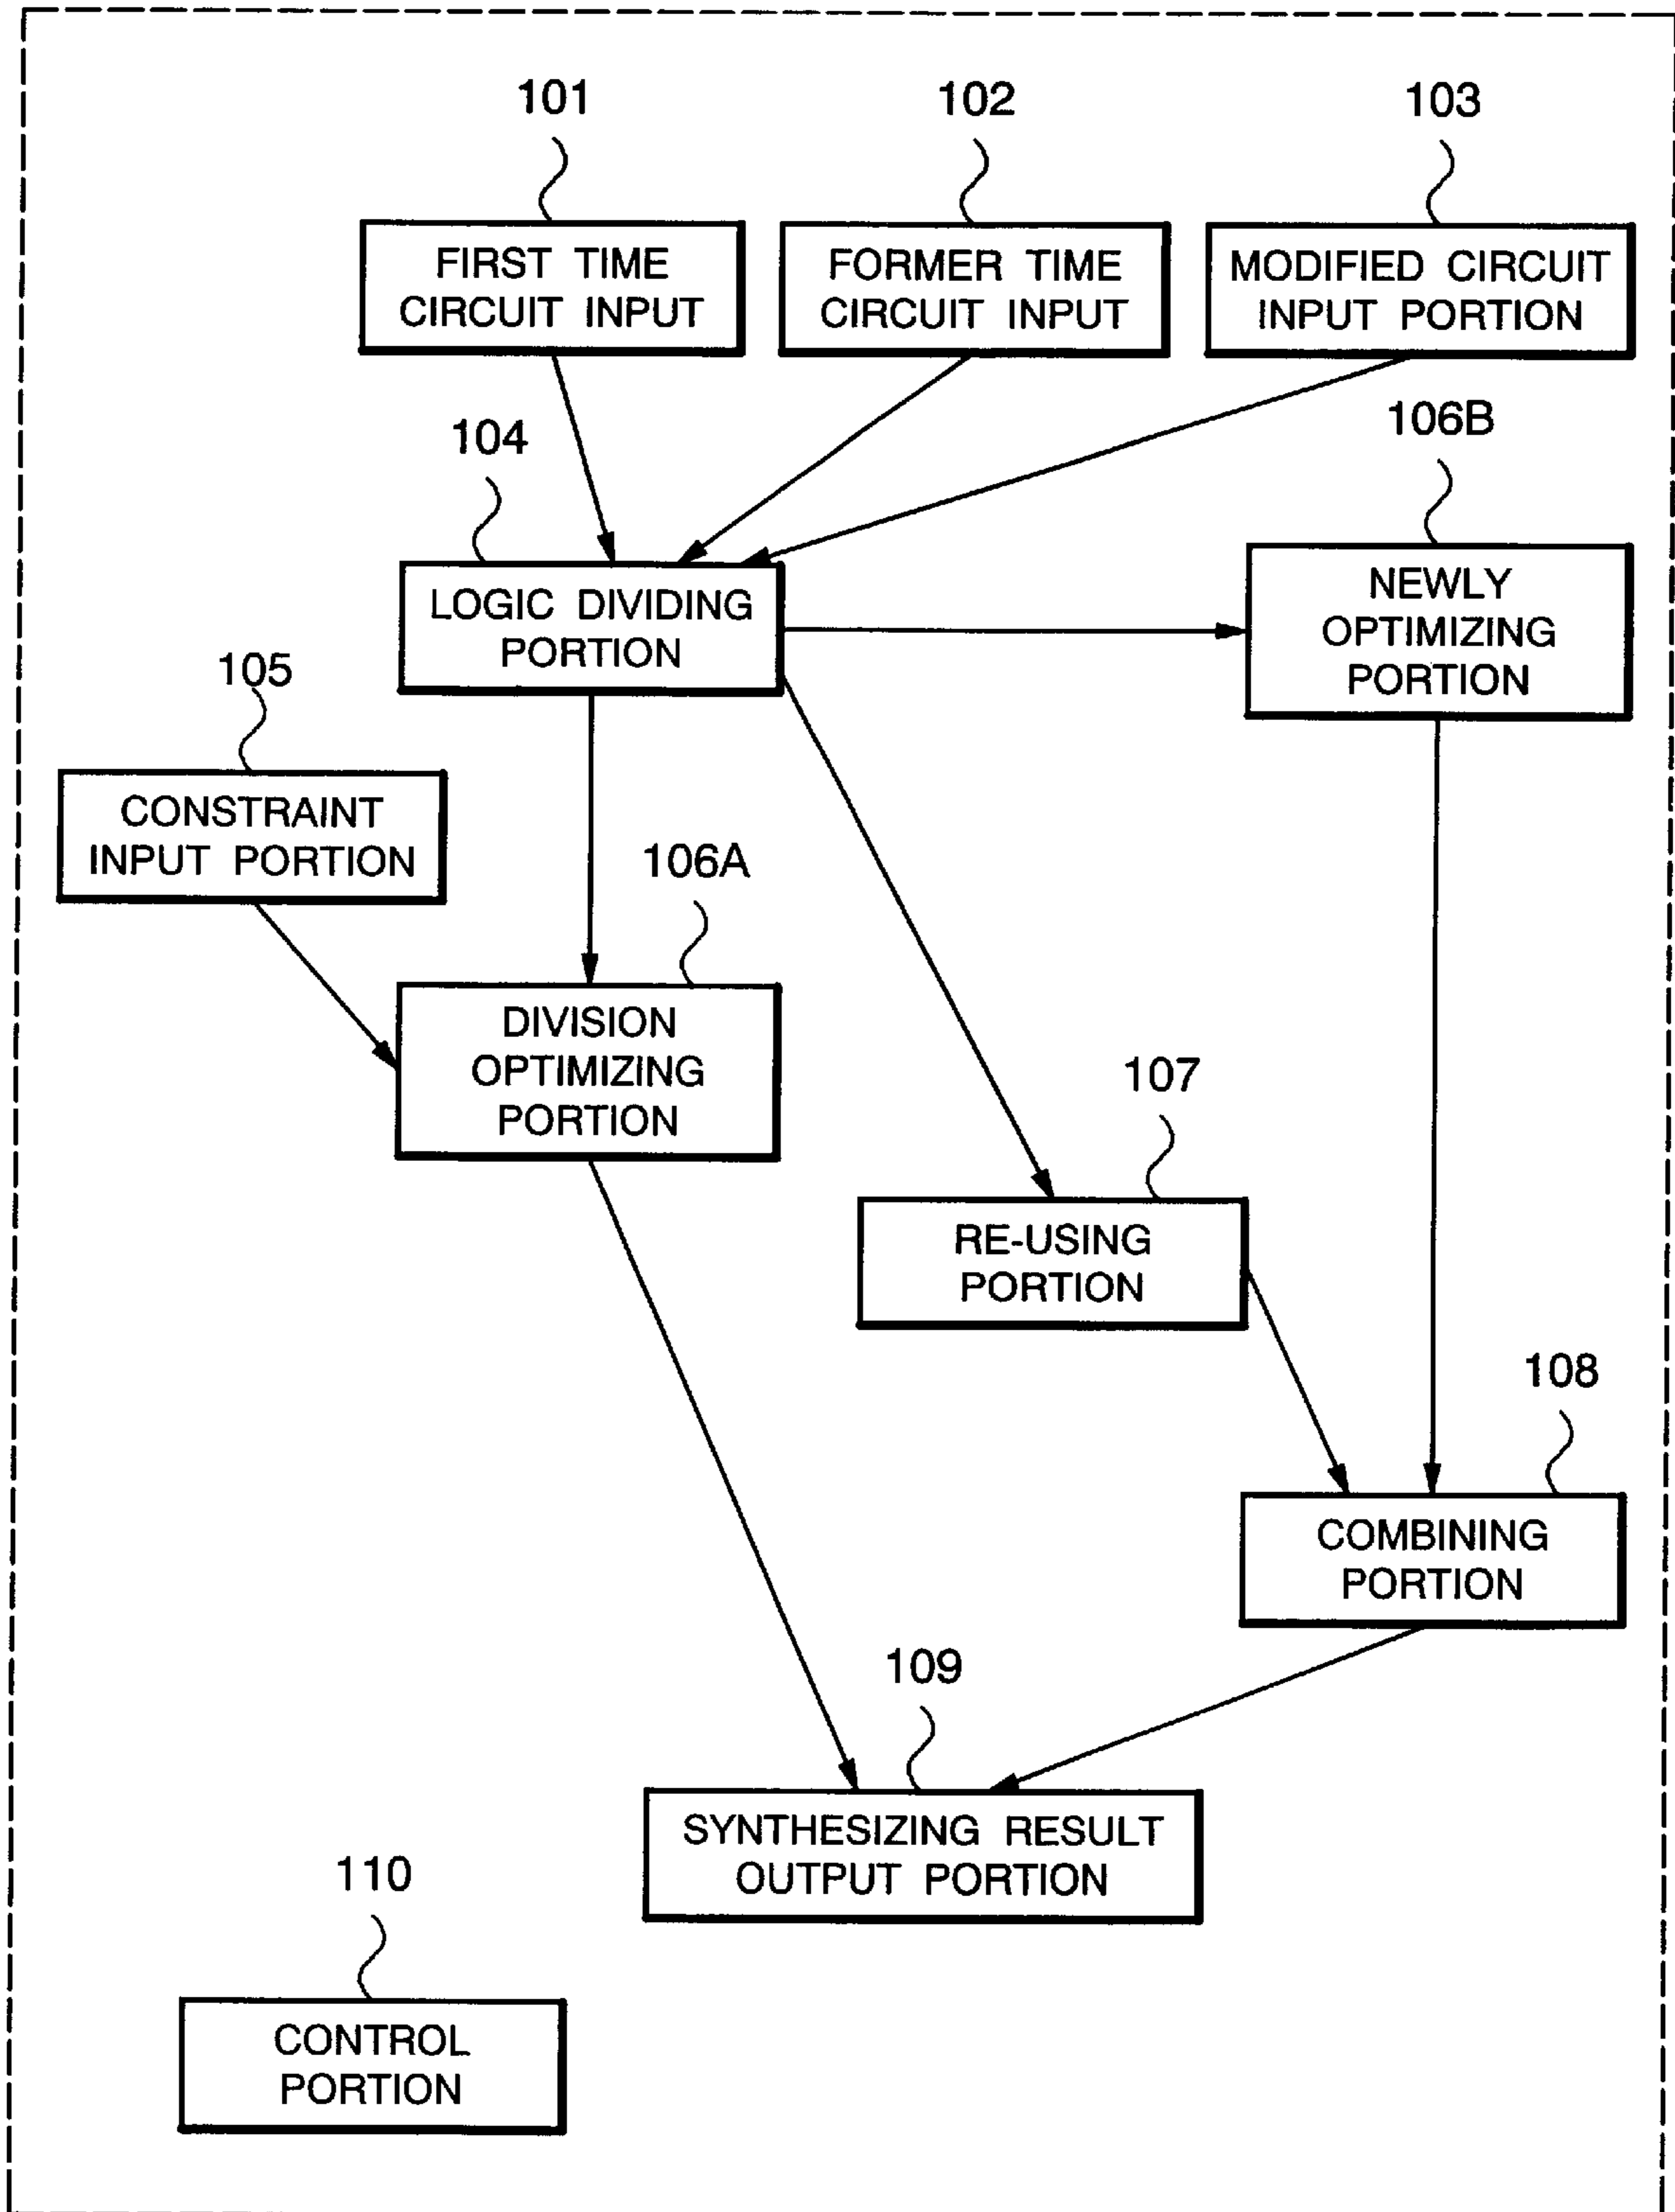 101
102
103
FIRST TIME
CIRCUIT INPUT
FORMER TIME
CIRCUIT INPUT
MODIFIED CIRCUIT
INPUT PORTION
104
106B
LOGIC DIVIDING
PORTION
NEWLY
OPTIMIZING
PORTION
105
CONSTRAINT
INPUT PORTION
106A
DIVISION
OPTIMIZING
PORTION
107
RE-USING
PORTION
108
COMBINING
PORTION
109
SYNTHESIZING RESULT
OUTPUT PORTION
110
CONTROL
PORTION